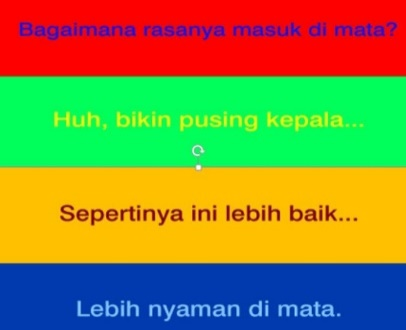 Bagaimana rasanya masuk di mata?
Huh, bikin pusing kepala...
Sepertinya ini lebih baik...
Lebih nyaman di mata.